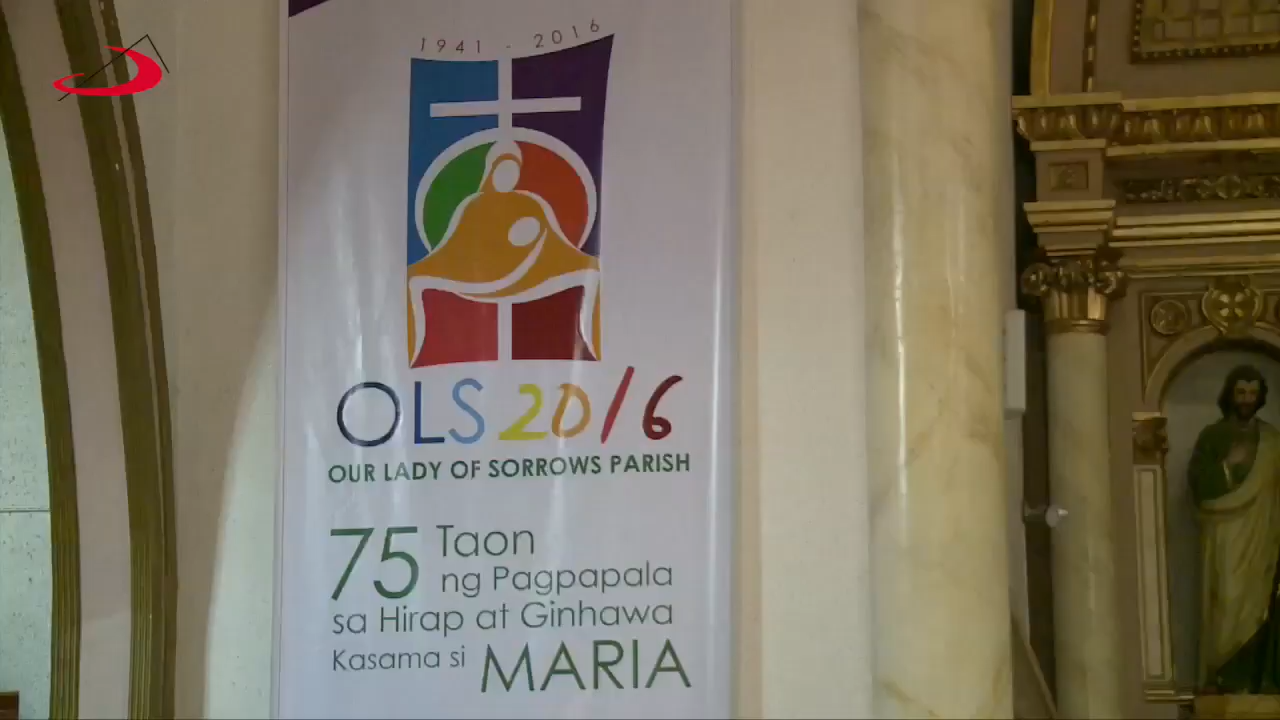 1941 - 2016
OLS 2016
OUR LADY OF SORROWS PARISH
75 Taon
ng Pagpapala
sa Hirap at Ginhawa
Kasama si MARIA